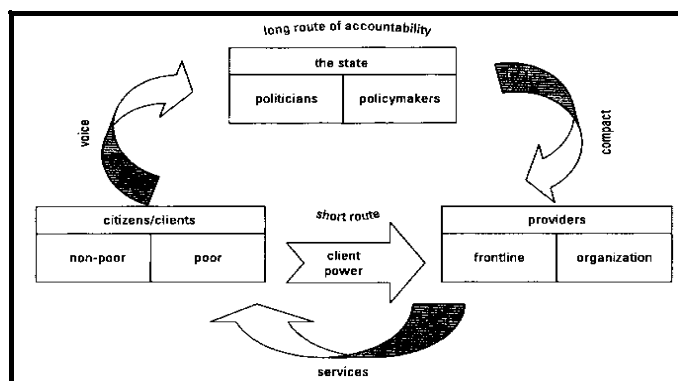 long route of accountability
the state
politicians policymakers
voice
compact
citizens/clients
short route
providers
non-poor poor
client
power
frontline organization
services